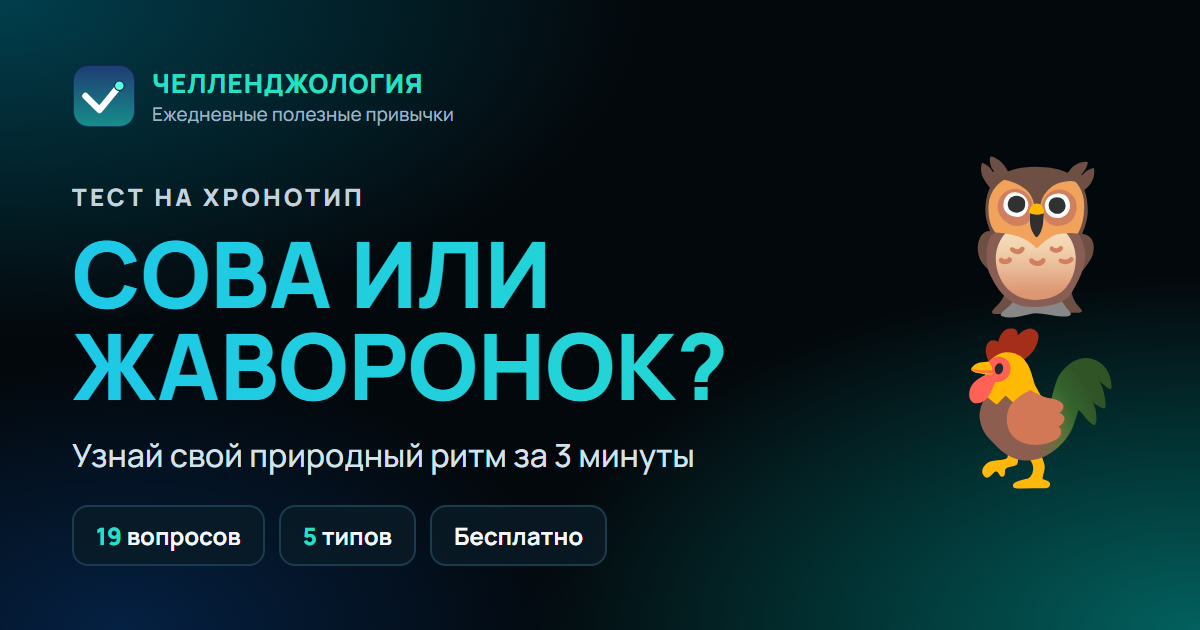 ЧЕЛЛЕНДЖОЛОГИЯ
Ежедневные полезные привычки
ТЕСТ НА ХРОНОТИП
СОВА ИЛИ
ЖАВОРОНОК?
Узнай свой природный ритм за 3 минуты
19 вопросов
5 типов
Бесплатно